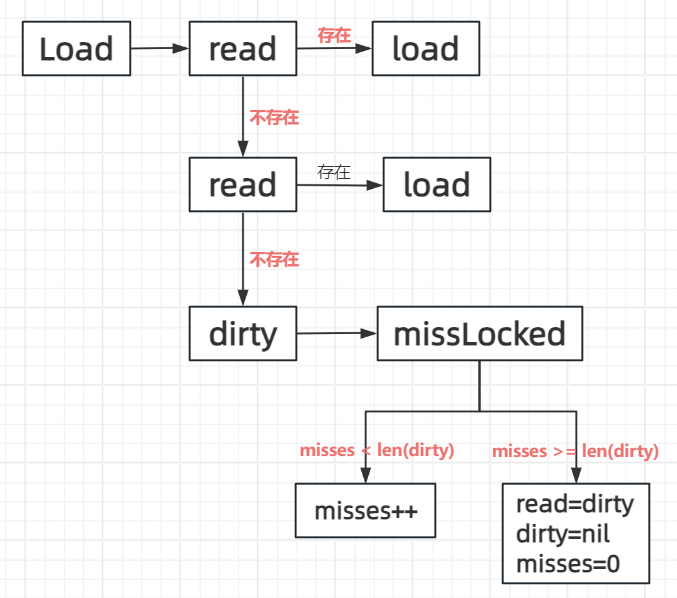 Load
read
存在
load
不存在
read
存在
load
不存在
dirty
missLocked
misses < len(dirty)
misses >= len(dirty)
misses++
read=dirty
dirty=nil
misses=0